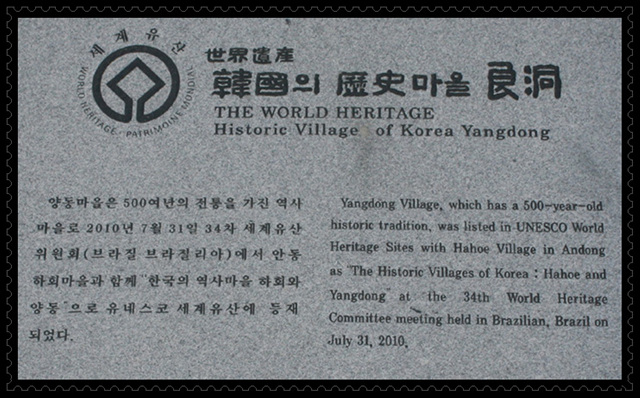 세계유산
WORLD HERITAGE · PATRIMOINE MONDIAL
世界遺産
韓國의 歷史마을 良洞
THE WORLD HERITAGE
Historic Village of Korea Yangdong
양동마을은 500여년의 전통을 가진 역사
마을로 2010년 7월 31일 34차 세계유산
위원회(브라질 브라질리아)에서 안동
하회마을과 함께 "한국의 역사마을 하회와
양동"으로 유네스코 세계유산에 등재
되었다.
Yangdong Village, which has a 500-year-old
historic tradition, was listed in UNESCO World
Heritage Sites with Hahoe Village in Andong
as "The Historic Villages of Korea : Hahoe and
Yangdong" at the 34th World Heritage
Committee meeting held in Brazilian, Brazil on
July 31, 2010.